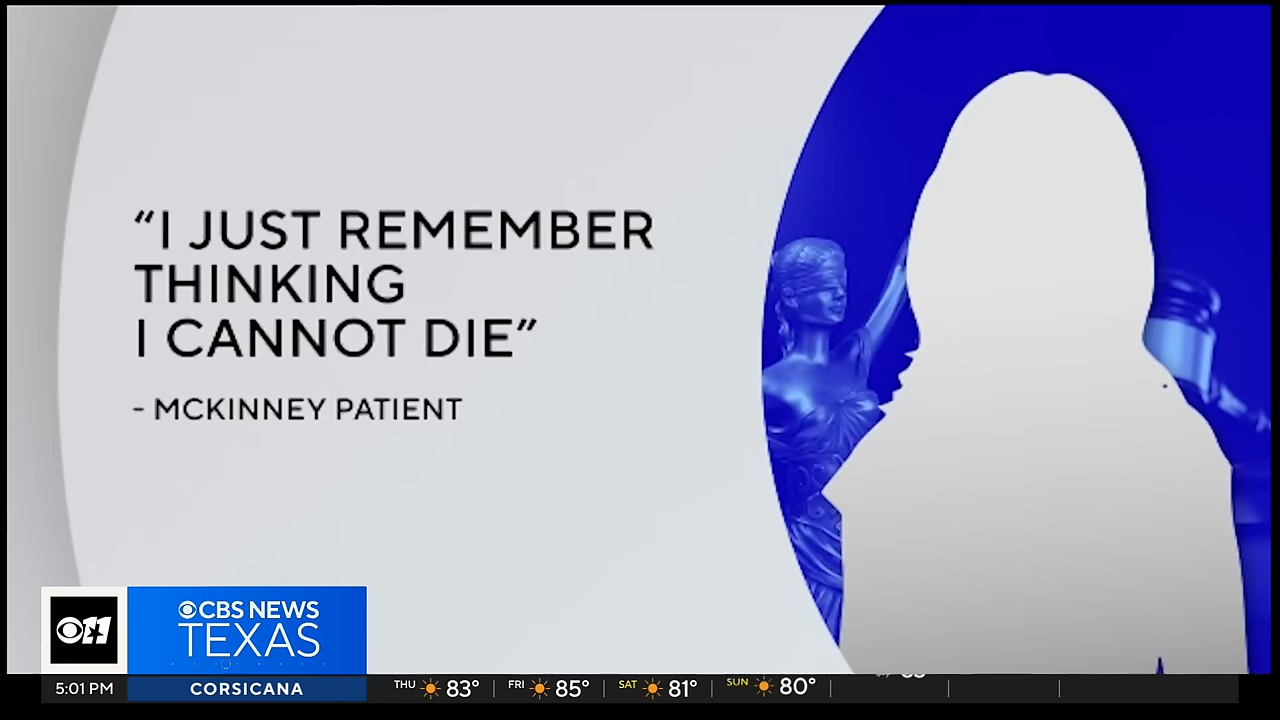 “I JUST REMEMBER
THINKING
I CANNOT DIE”
- MCKINNEY PATIENT
11
CBS NEWS
TEXAS
5:01 PM
CORSICANA
THU 83°
FRI 85°
SAT 81°
SUN 80°